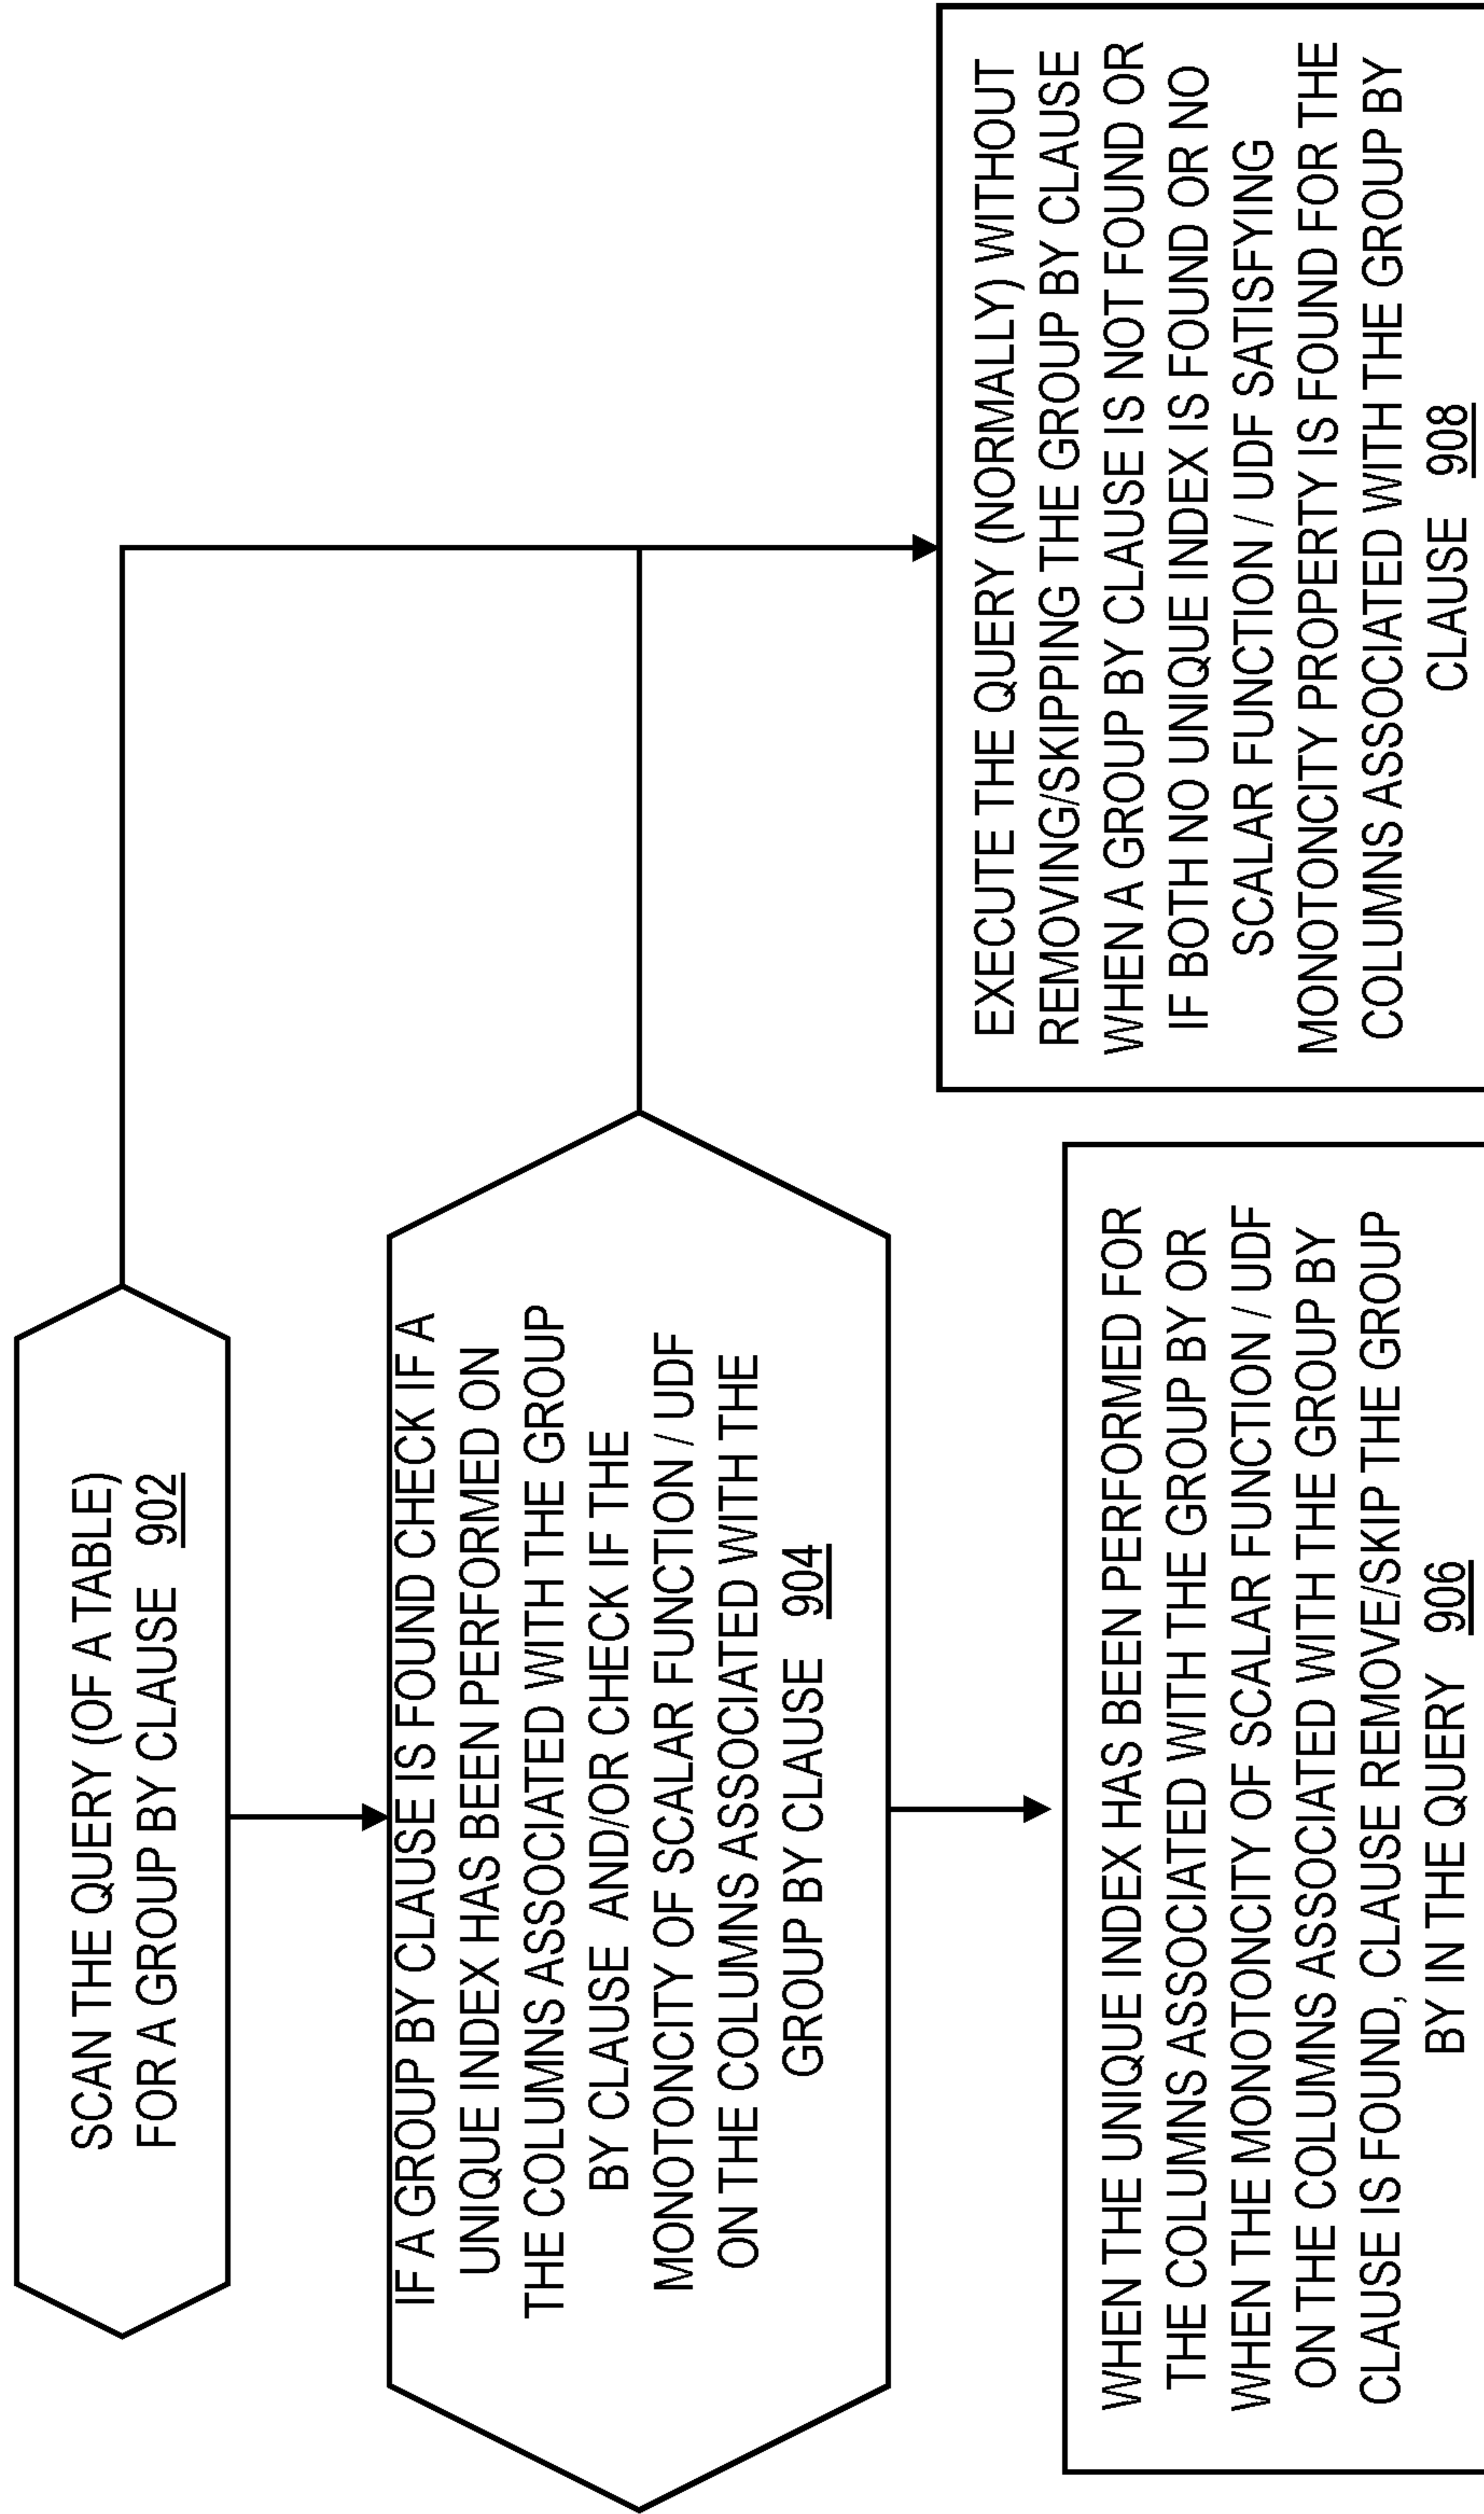 SCAN THE QUERY (OF A TABLE)
FOR A GROUP BY CLAUSE 902
IF A GROUP BY CLAUSE IS FOUND CHECK IF A
UNIQUE INDEX HAS BEEN PERFORMED ON
THE COLUMNS ASSOCIATED WITH THE GROUP
BY CLAUSE AND/OR CHECK IF THE
MONOTONCITY OF SCALAR FUNCTION / UDF
ON THE COLUMNS ASSOCIATED WITH THE
GROUP BY CLAUSE 904
WHEN THE UNIQUE INDEX HAS BEEN PERFORMED FOR
THE COLUMNS ASSOCIATED WITH THE GROUP BY OR
WHEN THE MONOTONCITY OF SCALAR FUNCTION / UDF
ON THE COLUMNS ASSOCIATED WITH THE GROUP BY
CLAUSE IS FOUND, CLAUSE REMOVE/SKIP THE GROUP
BY IN THE QUERY 906
EXECUTE THE QUERY (NORMALLY) WITHOUT
REMOVING/SKIPPING THE GROUP BY CLAUSE
WHEN A GROUP BY CLAUSE IS NOT FOUND OR
IF BOTH NO UNIQUE INDEX IS FOUND OR NO
SCALAR FUNCTION / UDF SATISFYING
MONOTONCITY PROPERTY IS FOUND FOR THE
COLUMNS ASSOCIATED WITH THE GROUP BY
CLAUSE 908